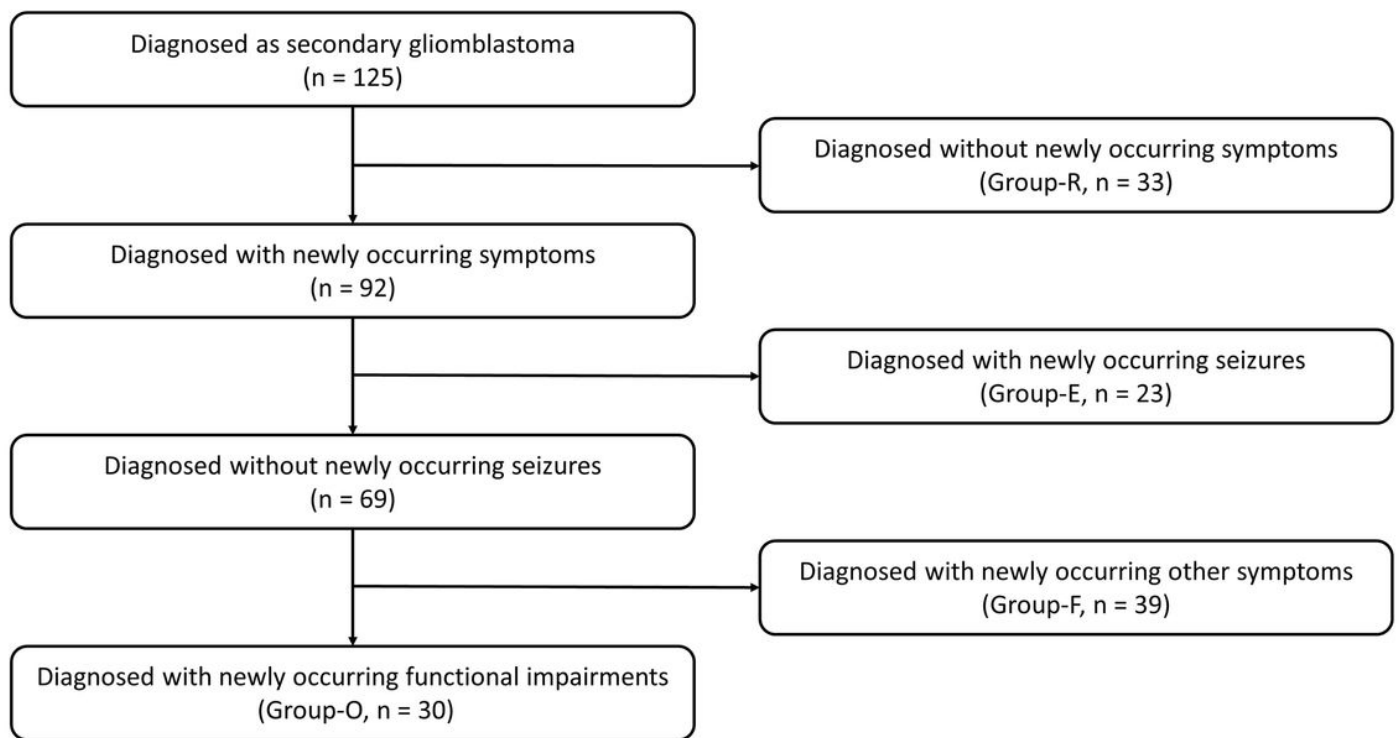 Diagnosed as secondary gliomblastoma
(n = 125)
Diagnosed without newly occurring symptoms
(Group-R, n = 33)
Diagnosed with newly occurring symptoms
(n = 92)
Diagnosed with newly occurring seizures
(Group-E, n = 23)
Diagnosed without newly occurring seizures
(n = 69)
Diagnosed with newly occurring other symptoms
(Group-F, n = 39)
Diagnosed with newly occurring functional impairments
(Group-O, n = 30)